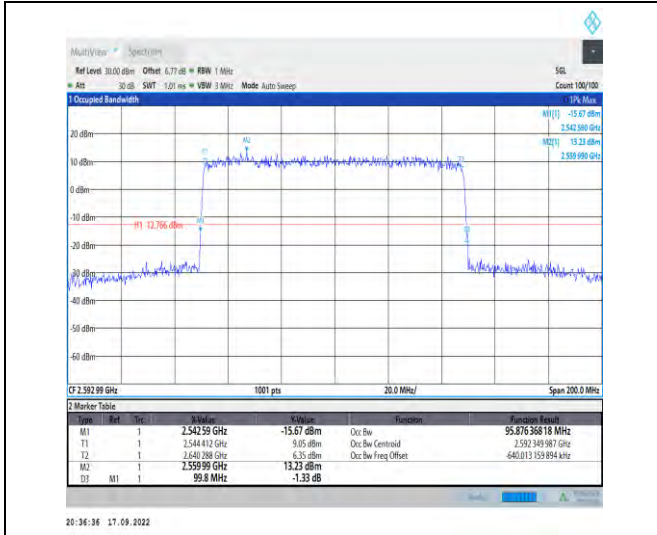 MultiView Spectrum
Ref Level 30.00 dBm Offset 6.77 dB RBW 1 MHz SGL
Att 30 dB SWT 1.01 ms VBW 3 MHz Mode Auto Sweep Count 100/100
1 Occupied Bandwidth 1Pk Max
M1[1] -15.67 dBm
2.542 590 GHz
M2[1] 13.23 dBm
2.559 990 GHz
20 dBm
M2
T1
T2
10 dBm
0 dBm
-10 dBm
H1 -12.766 dBm
M1
D3
-20 dBm
-30 dBm
-40 dBm
-50 dBm
-60 dBm
CF 2.592 99 GHz 1001 pts 20.0 MHz/ Span 200.0 MHz
2 Marker Table
Type Ref Trc X-Value Y-Value Function Function Result
M1 1 2.542 59 GHz -15.67 dBm Occ Bw 95.876 368 18 MHz
T1 1 2.544 412 GHz 9.05 dBm Occ Bw Centroid 2.592 349 987 GHz
T2 1 2.640 288 GHz 6.35 dBm Occ Bw Freq Offset -640.013 159 894 kHz
M2 1 2.559 99 GHz 13.23 dBm
D3 M1 1 99.8 MHz -1.33 dB
20:36:36 17.09.2022